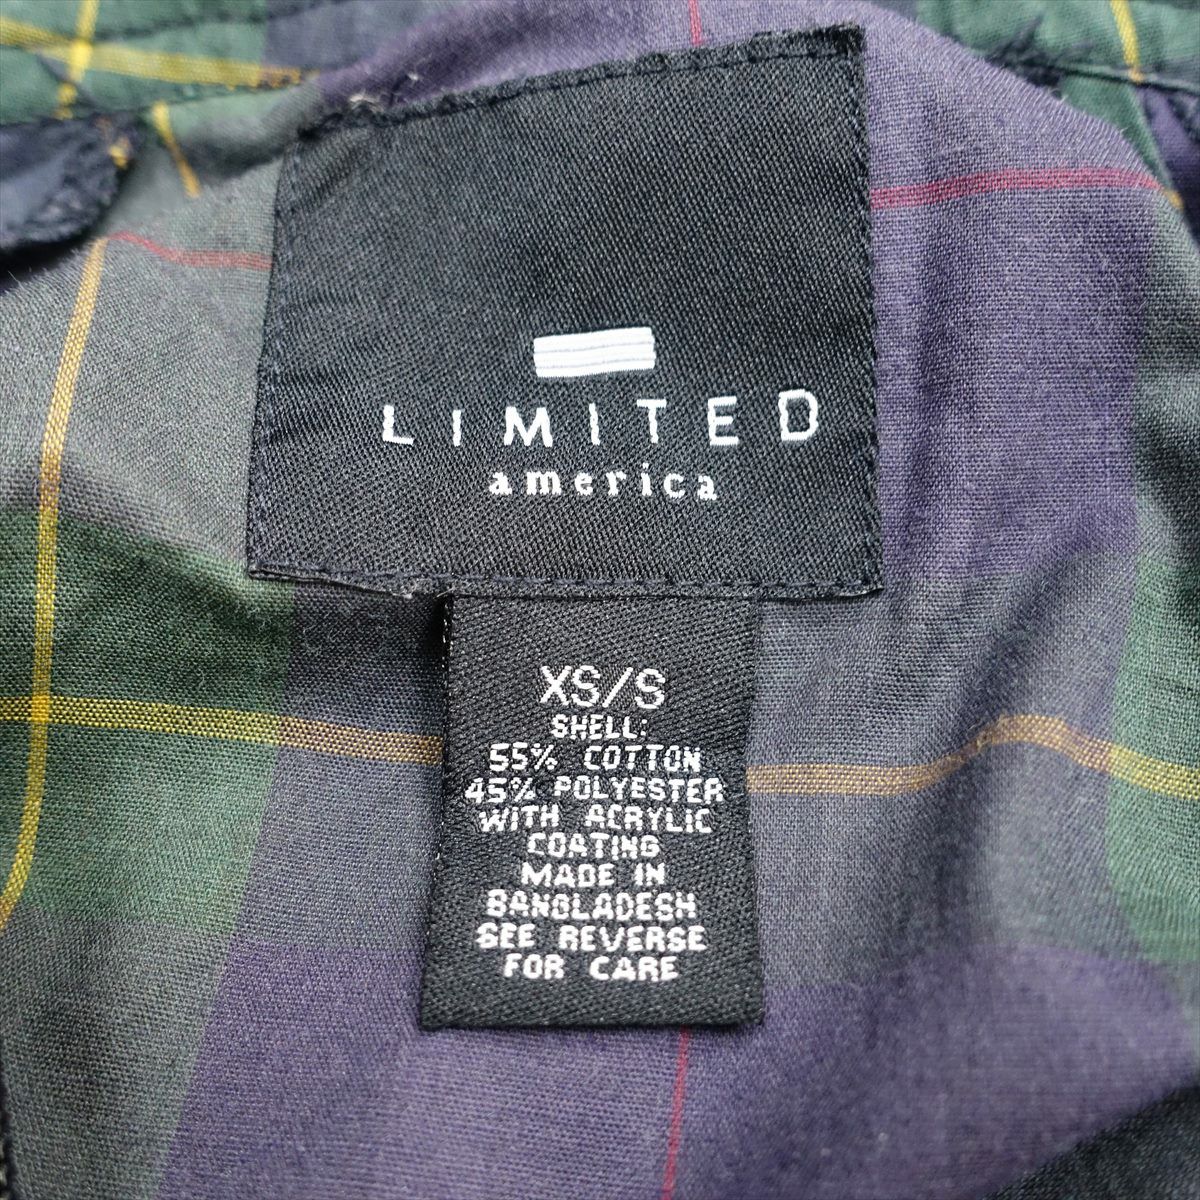 LIMITED
america
XS/S
SHELL:
55% COTTON
45% POLYESTER
WITH ACRYLIC
COATING
MADE IN
BANGLADESH
SEE REVERSE
FOR CARE